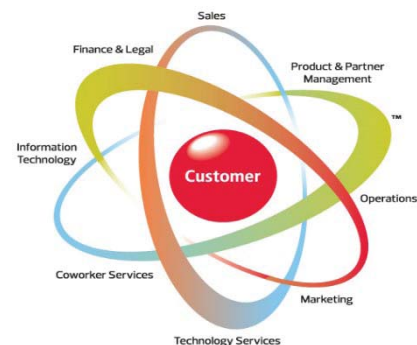 Sales
Finance & Legal
Product & Partner
Management
™
Information
Technology
Customer
Operations
Coworker Services
Marketing
Technology Services